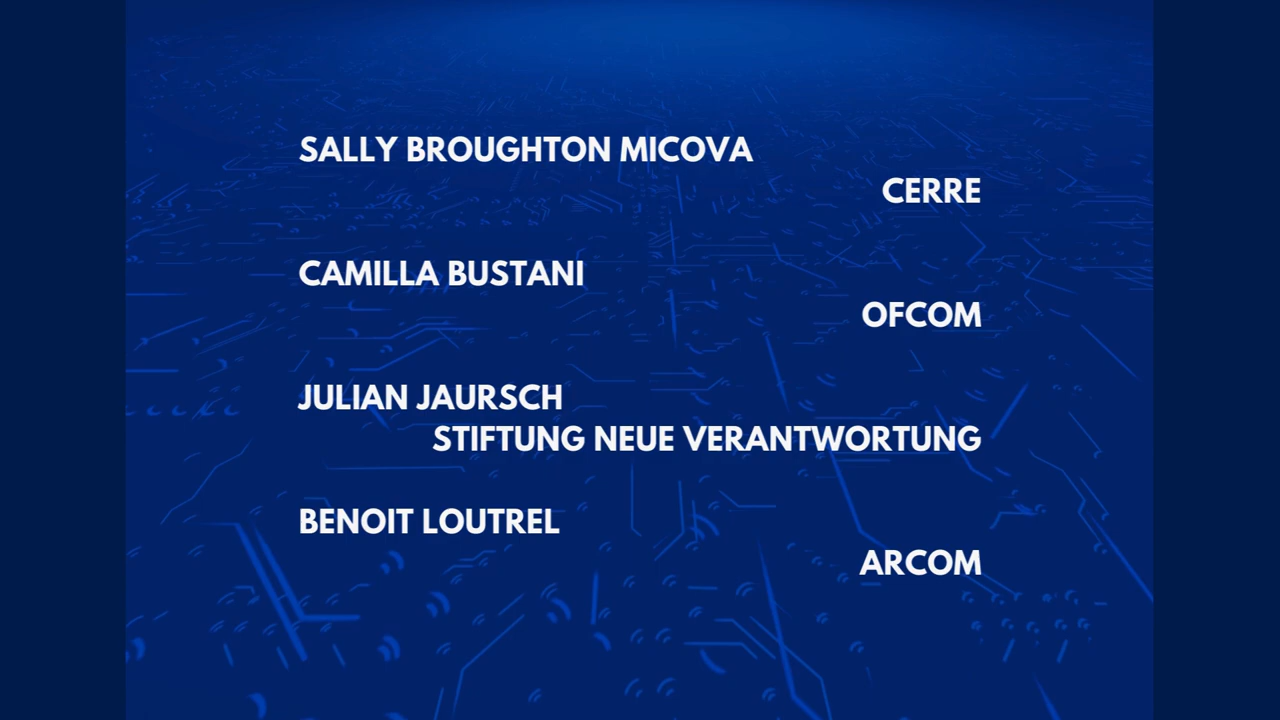 SALLY BROUGHTON MICOVA
CERRE
CAMILLA BUSTANI
OFCOM
JULIAN JAURSCH
STIFTUNG NEUE VERANTWORTUNG
BENOIT LOUTREL
ARCOM